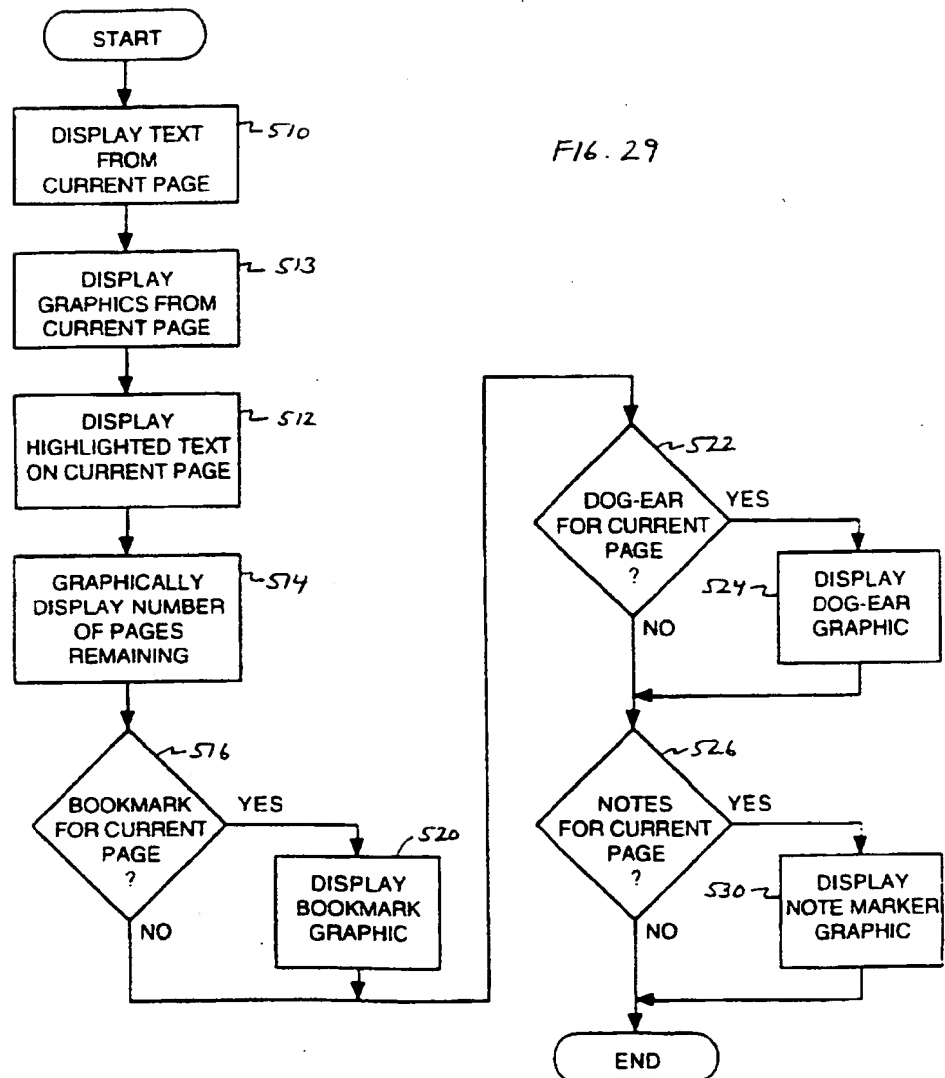 START
DISPLAY TEXT
FROM
CURRENT PAGE
510
FIG. 29
DISPLAY
GRAPHICS FROM
CURRENT PAGE
513
DISPLAY
HIGHLIGHTED TEXT
ON CURRENT PAGE
512
GRAPHICALLY
DISPLAY NUMBER
OF PAGES
REMAINING
514
BOOKMARK
FOR CURRENT
PAGE
?
516
YES
NO
DISPLAY
BOOKMARK
GRAPHIC
520
DOG-EAR
FOR CURRENT
PAGE
?
522
YES
NO
DISPLAY
DOG-EAR
GRAPHIC
524
NOTES
FOR CURRENT
PAGE
?
526
YES
NO
DISPLAY
NOTE MARKER
GRAPHIC
530
END